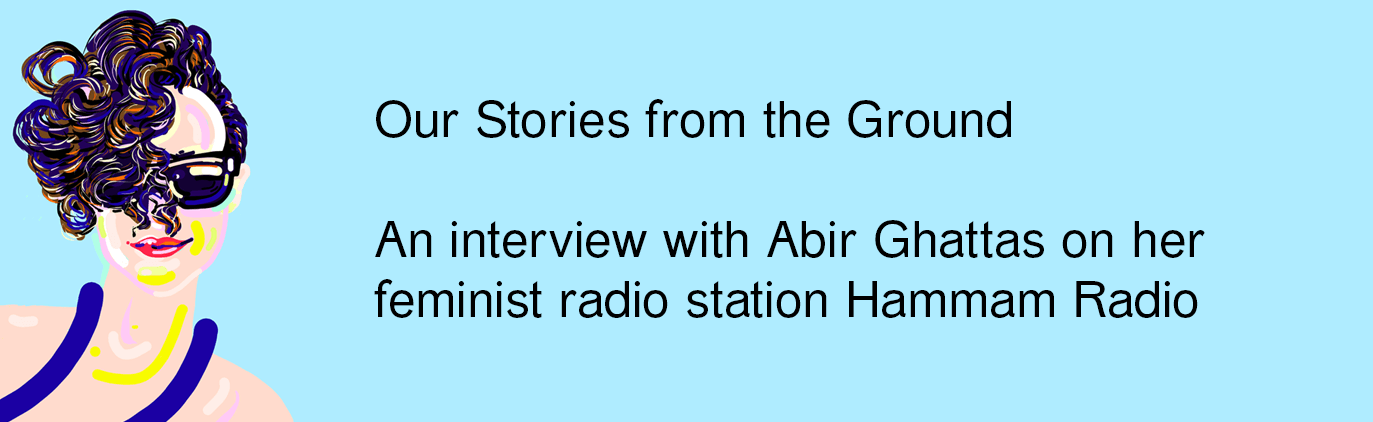 Our Stories from the Ground
An interview with Abir Ghattas on her
feminist radio station Hammam Radio